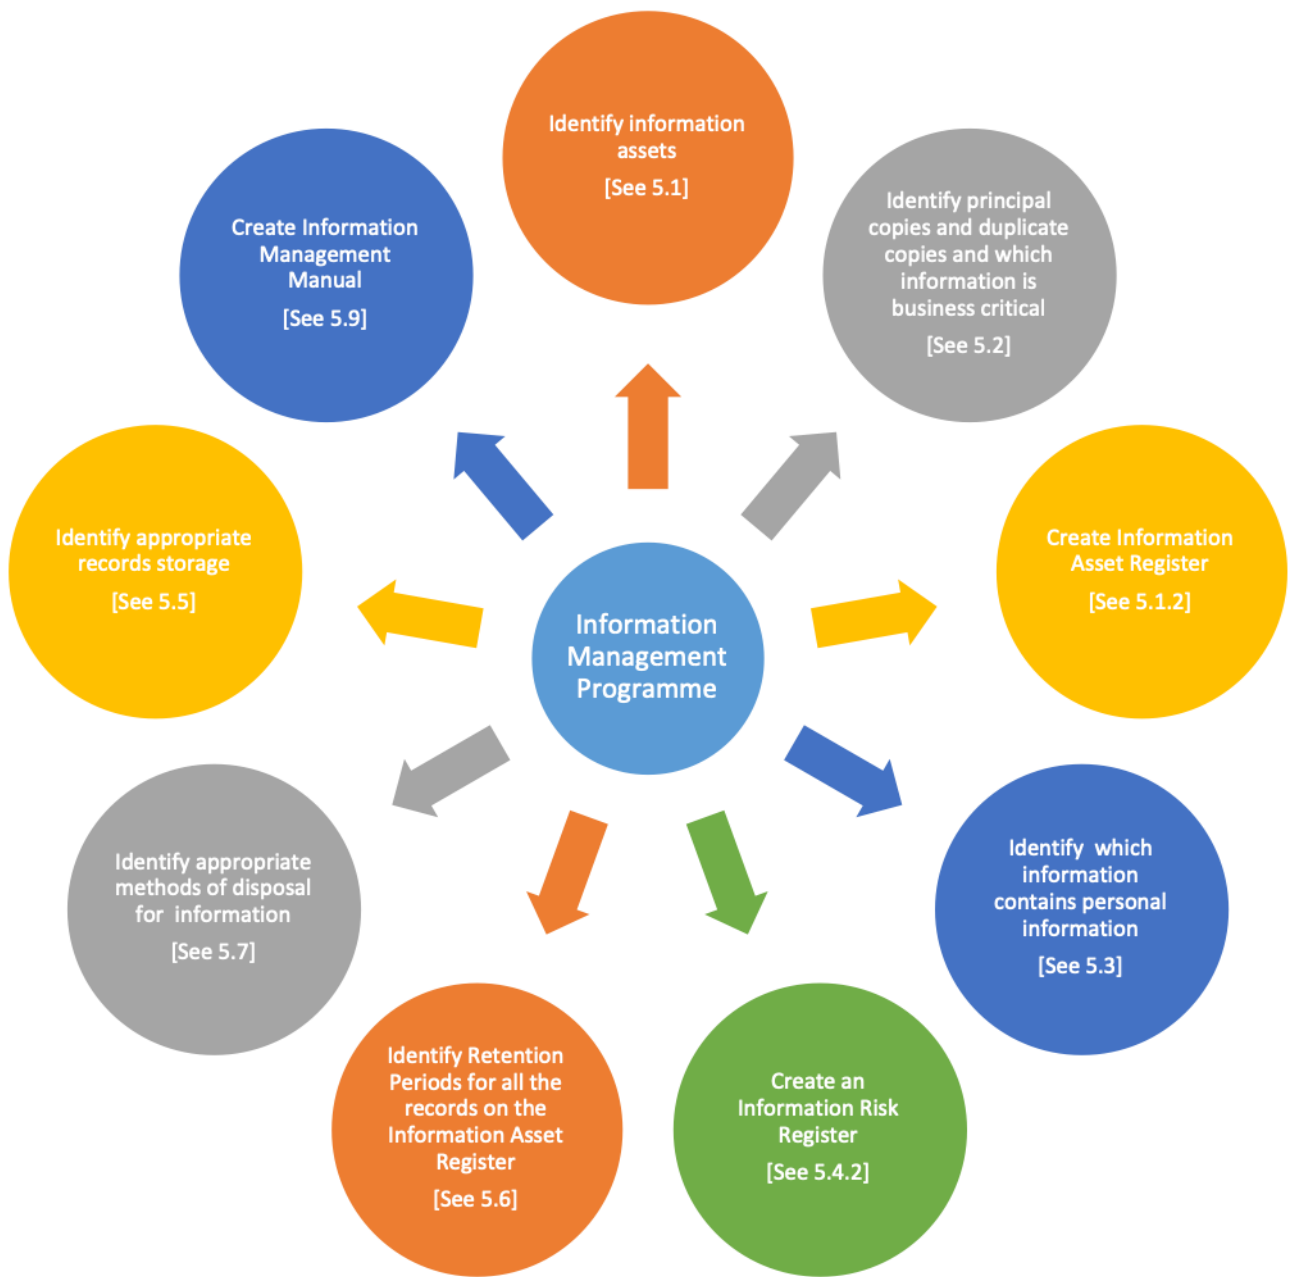 Identify information
assets
[See 5.1]
Identify principal
copies and duplicate
copies and which
information is
business critical
[See 5.2]
Create Information
Asset Register
[See 5.1.2]
Identify  which
information
contains personal
information
[See 5.3]
Create an
Information Risk
Register
[See 5.4.2]
Identify Retention
Periods for all the
records on the
Information Asset
Register
[See 5.6]
Identify appropriate
methods of disposal
for  information
[See 5.7]
Identify appropriate
records storage
[See 5.5]
Create Information
Management
Manual
[See 5.9]
Information
Management
Programme